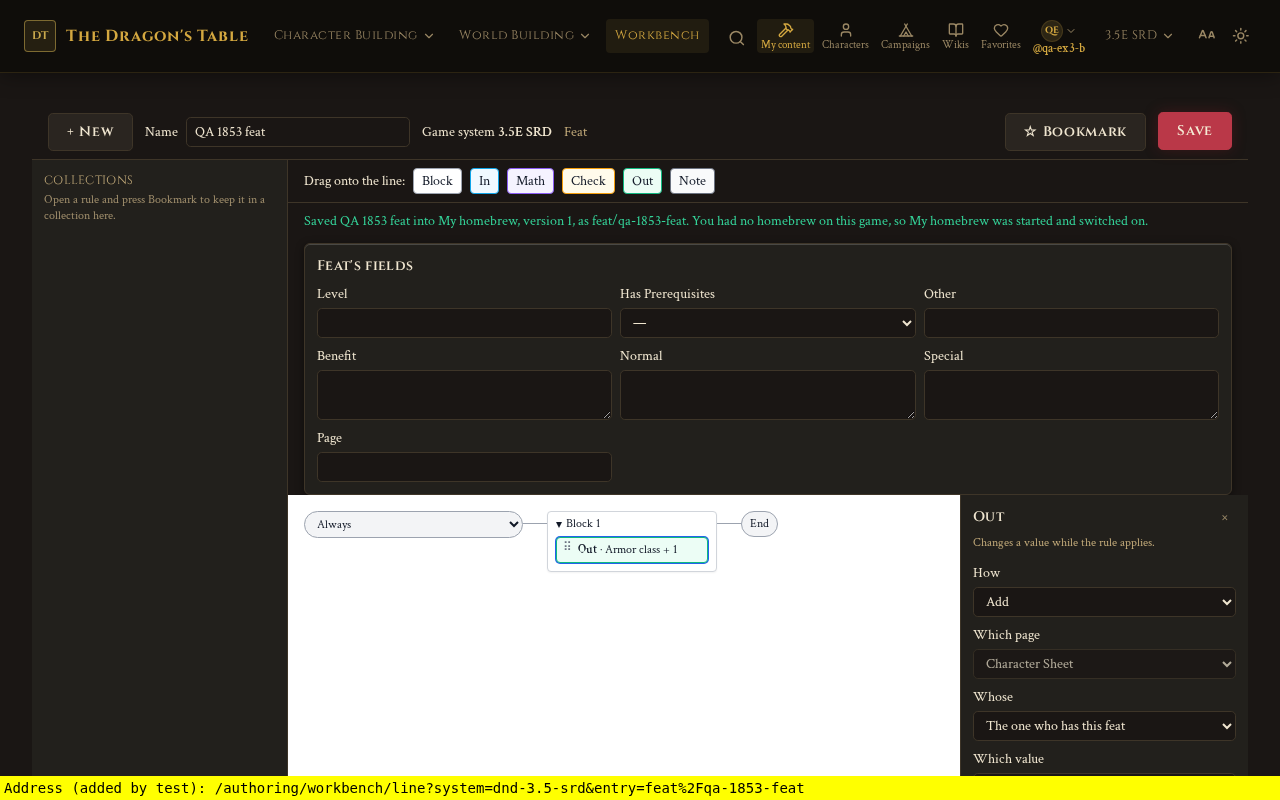 DT The Dragon's Table Character Building World Building Workbench My content Characters Campaigns Wikis Favorites QE @qa-ex3-b 3.5E SRD AA
+ New Name QA 1853 feat Game system 3.5E SRD Feat ☆ Bookmark Save
Collections
Open a rule and press Bookmark to keep it in a
collection here.
Drag onto the line: Block In Math Check Out Note
Saved QA 1853 feat into My homebrew, version 1, as feat/qa-1853-feat. You had no homebrew on this game, so My homebrew was started and switched on.
Feat's fields
Level Has Prerequisites Other
—
Benefit Normal Special
Page
Always ▾ Block 1 End
⠿ Out · Armor class + 1
Out ×
Changes a value while the rule applies.
How
Add
Which page
Character Sheet
Whose
The one who has this feat
Which value
Address (added by test): /authoring/workbench/line?system=dnd-3.5-srd&entry=feat%2Fqa-1853-feat